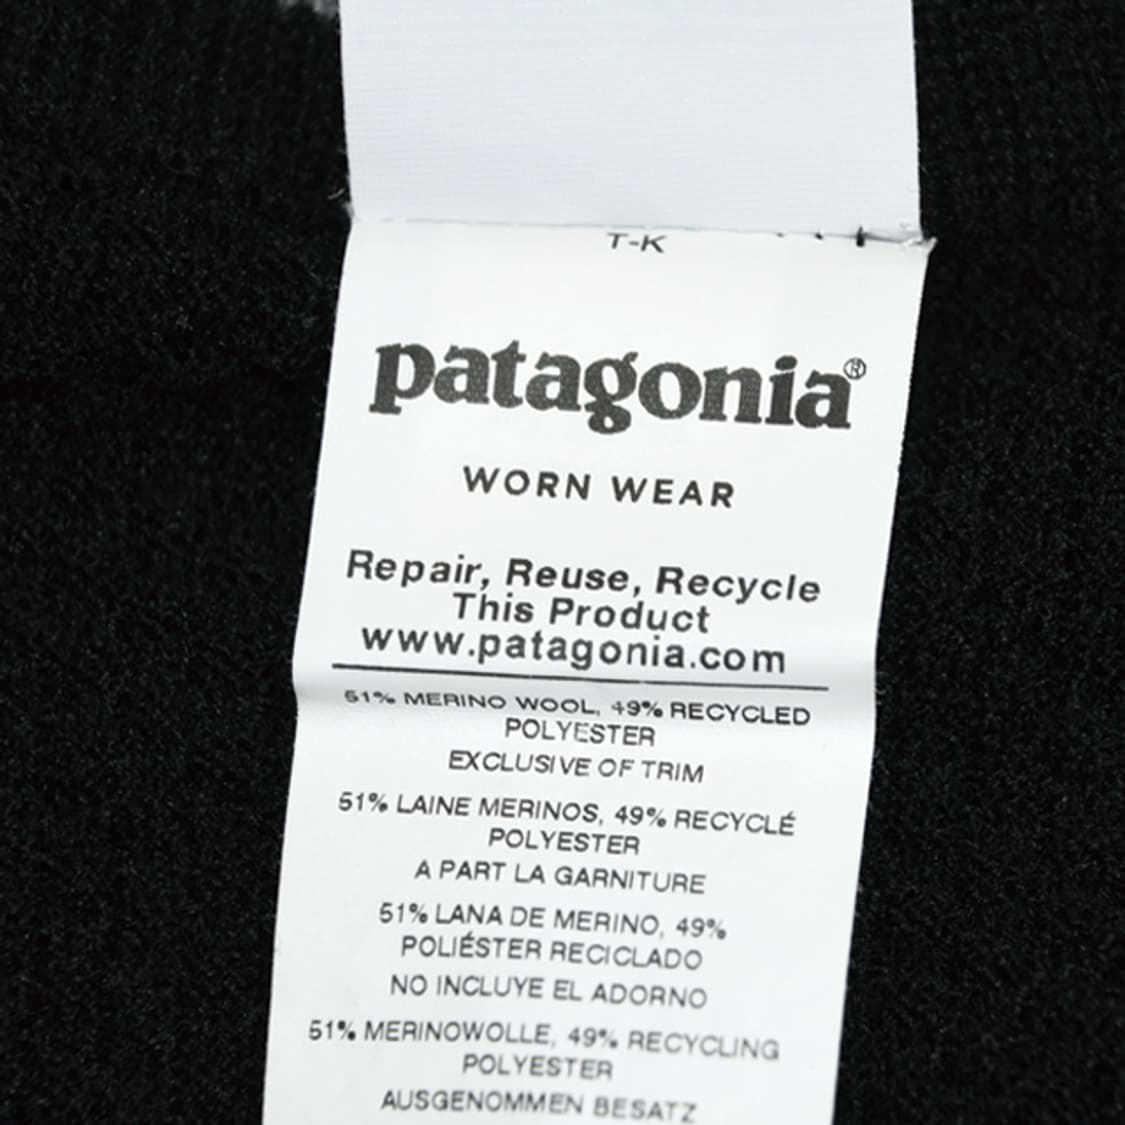 T-K
patagonia®
WORN WEAR
Repair, Reuse, Recycle
This Product
www.patagonia.com
51% MERINO WOOL, 49% RECYCLED
POLYESTER
EXCLUSIVE OF TRIM
51% LAINE MERINOS, 49% RECYCLÉ
POLYESTER
A PART LA GARNITURE
51% LANA DE MERINO, 49%
POLIÉSTER RECICLADO
NO INCLUYE EL ADORNO
51% MERINOWOLLE, 49% RECYCLING
POLYESTER
AUSGENOMMEN BESATZ